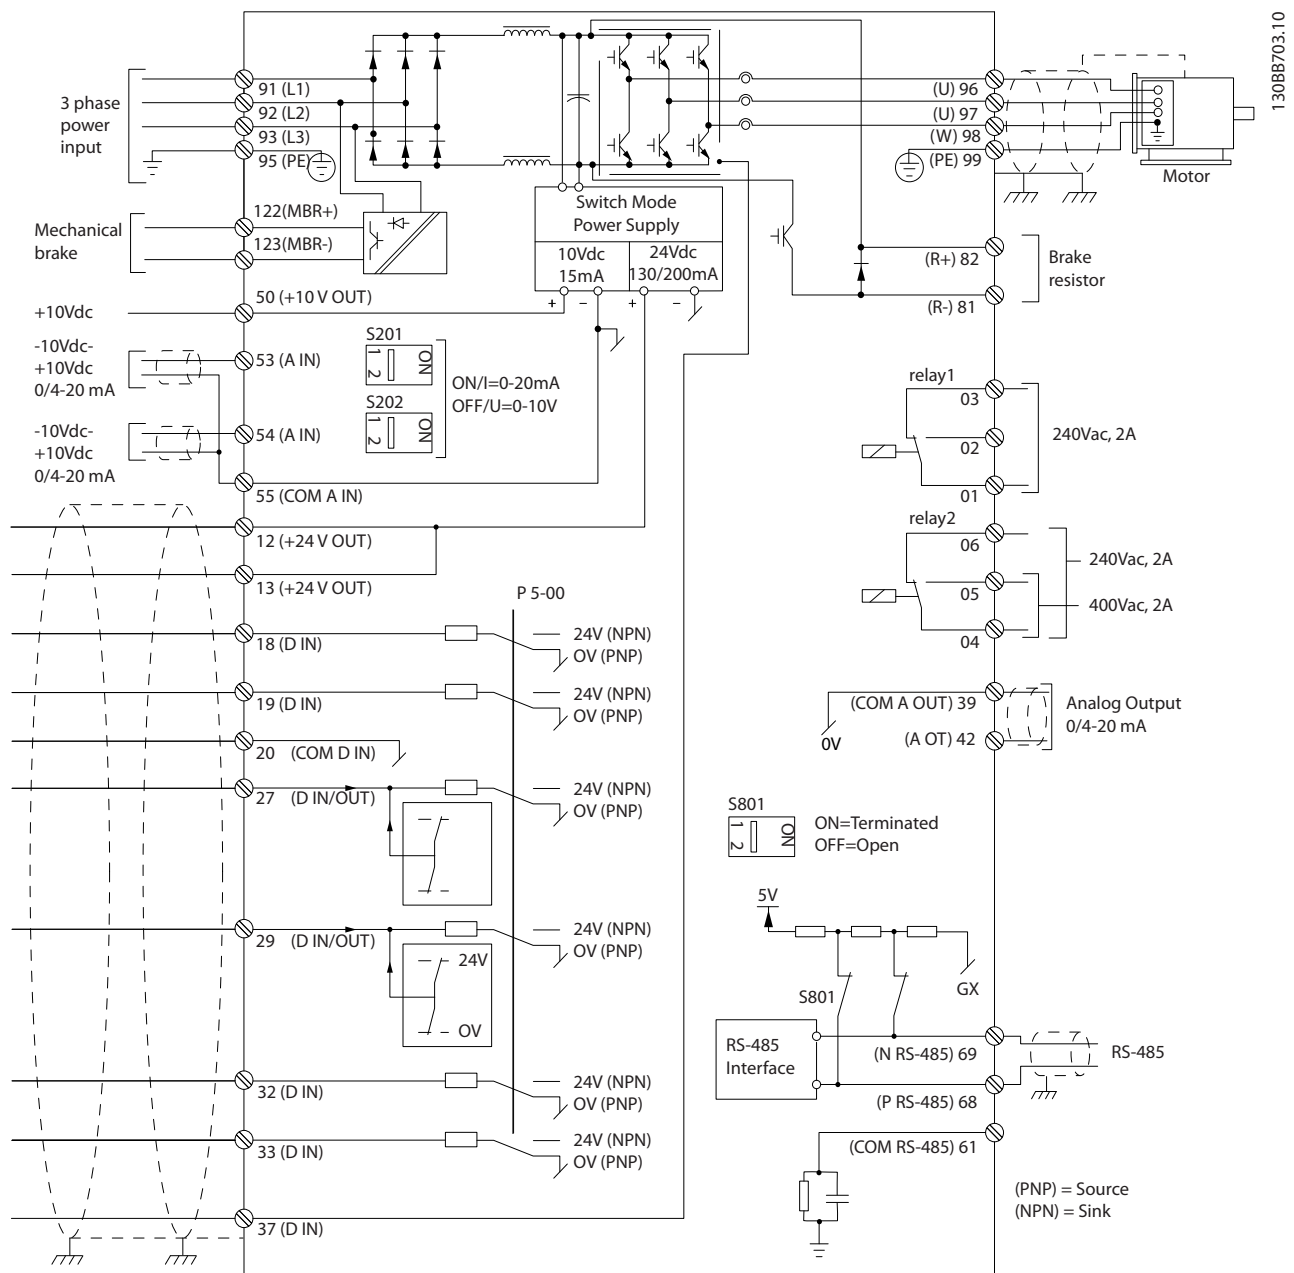 130BB703.10
3 phase
power
input
91 (L1)
92 (L2)
93 (L3)
95 (PE)
(U) 96
(U) 97
(W) 98
(PE) 99
Motor
Switch Mode
Power Supply
10Vdc
15mA
24Vdc
130/200mA
+ − + −
Mechanical
brake
122(MBR+)
123(MBR-)
(R+) 82
(R-) 81
Brake
resistor
+10Vdc
50 (+10 V OUT)
-10Vdc-
+10Vdc
0/4-20 mA
53 (A IN)
S201
1 2 ON
S202
1 2 ON
ON/I=0-20mA
OFF/U=0-10V
-10Vdc-
+10Vdc
0/4-20 mA
54 (A IN)
55 (COM A IN)
12 (+24 V OUT)
13 (+24 V OUT)
relay1
03
02
01
240Vac, 2A
relay2
06
05
04
240Vac, 2A
400Vac, 2A
P 5-00
18 (D IN)
24V (NPN)
OV (PNP)
19 (D IN)
24V (NPN)
OV (PNP)
20 (COM D IN)
27 (D IN/OUT)
24V (NPN)
OV (PNP)
29 (D IN/OUT)
24V
OV
24V (NPN)
OV (PNP)
32 (D IN)
24V (NPN)
OV (PNP)
33 (D IN)
24V (NPN)
OV (PNP)
37 (D IN)
(COM A OUT) 39
0V
(A OT) 42
Analog Output
0/4-20 mA
S801
1 2 ON
ON=Terminated
OFF=Open
5V
S801
GX
RS-485
Interface
(N RS-485) 69
(P RS-485) 68
RS-485
(COM RS-485) 61
(PNP) = Source
(NPN) = Sink